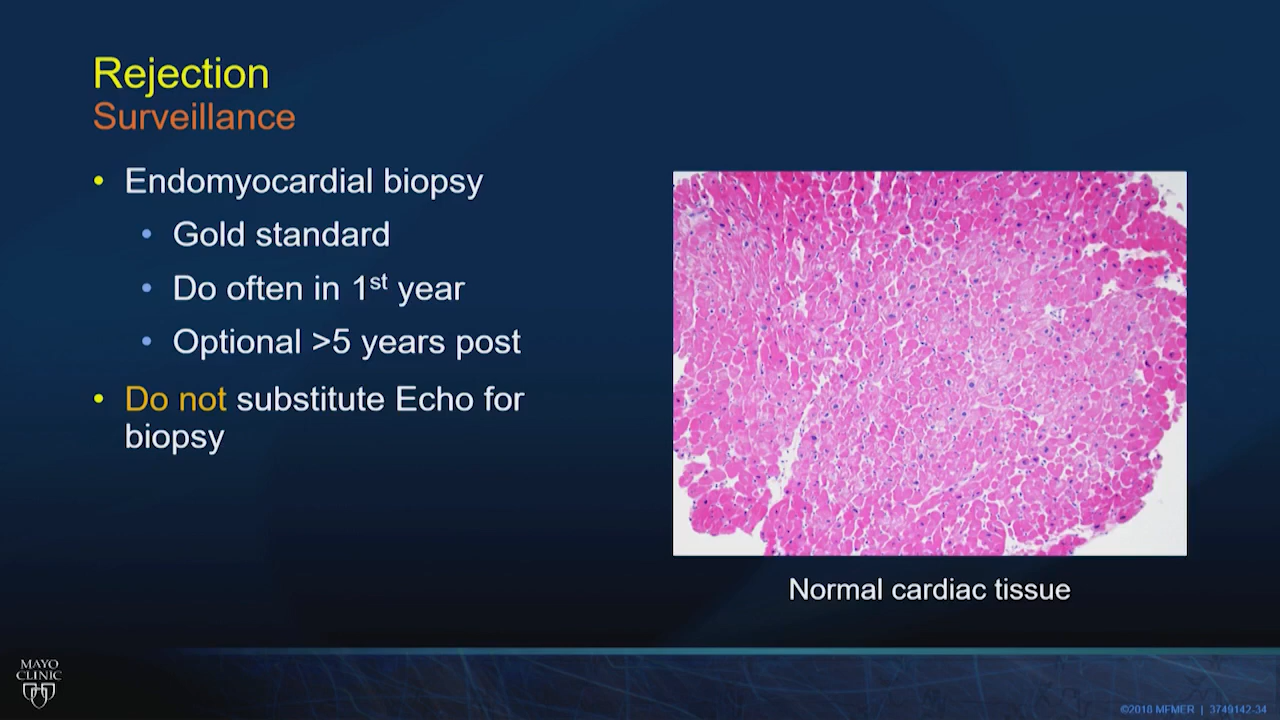 Rejection
Surveillance
• Endomyocardial biopsy
• Gold standard
• Do often in 1st year
• Optional >5 years post
• Do not substitute Echo for
biopsy
Normal cardiac tissue
MAYO
CLINIC
©2018 MFMER | 3749142-34